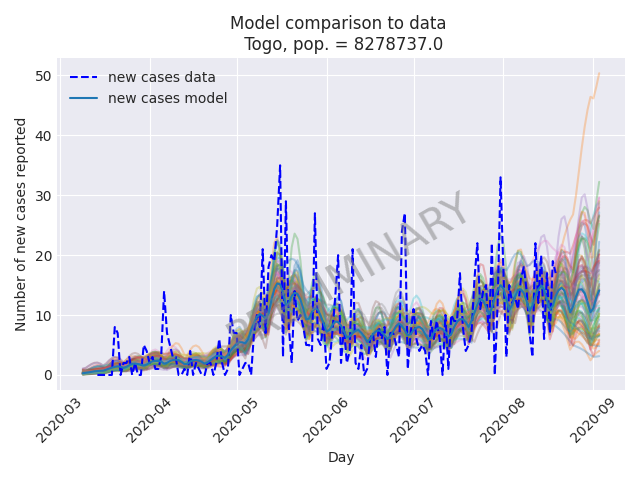 Model comparison to data
Togo, pop. = 8278737.0
new cases data
new cases model
Number of new cases reported
50
40
30
20
10
0
PRELIMINARY
2020-03
2020-04
2020-05
2020-06
2020-07
2020-08
2020-09
Day